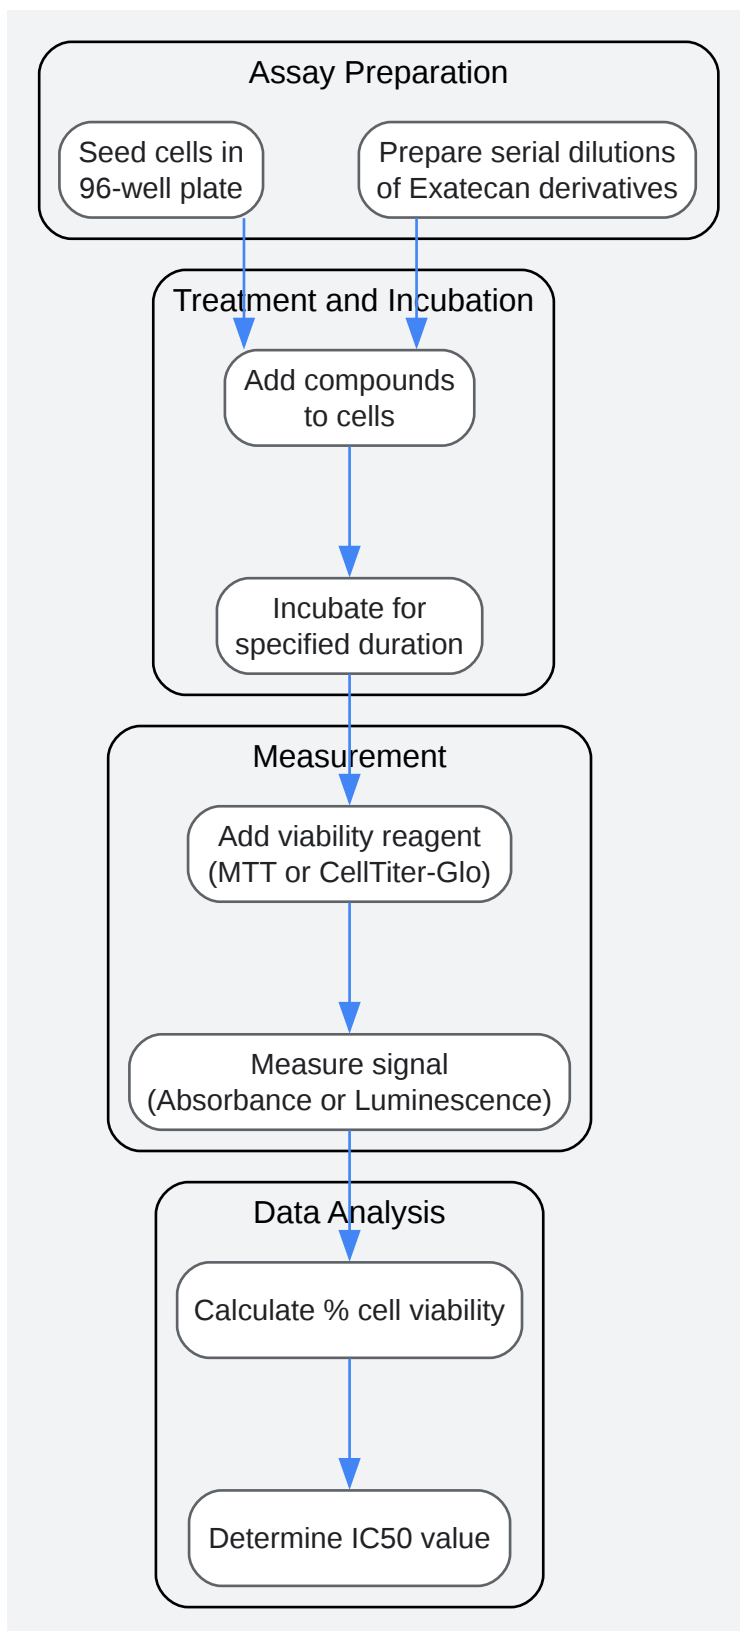 Assay Preparation
Seed cells in
96-well plate
Prepare serial dilutions
of Exatecan derivatives
Treatment and Incubation
Add compounds
to cells
Incubate for
specified duration
Measurement
Add viability reagent
(MTT or CellTiter-Glo)
Measure signal
(Absorbance or Luminescence)
Data Analysis
Calculate % cell viability
Determine IC50 value